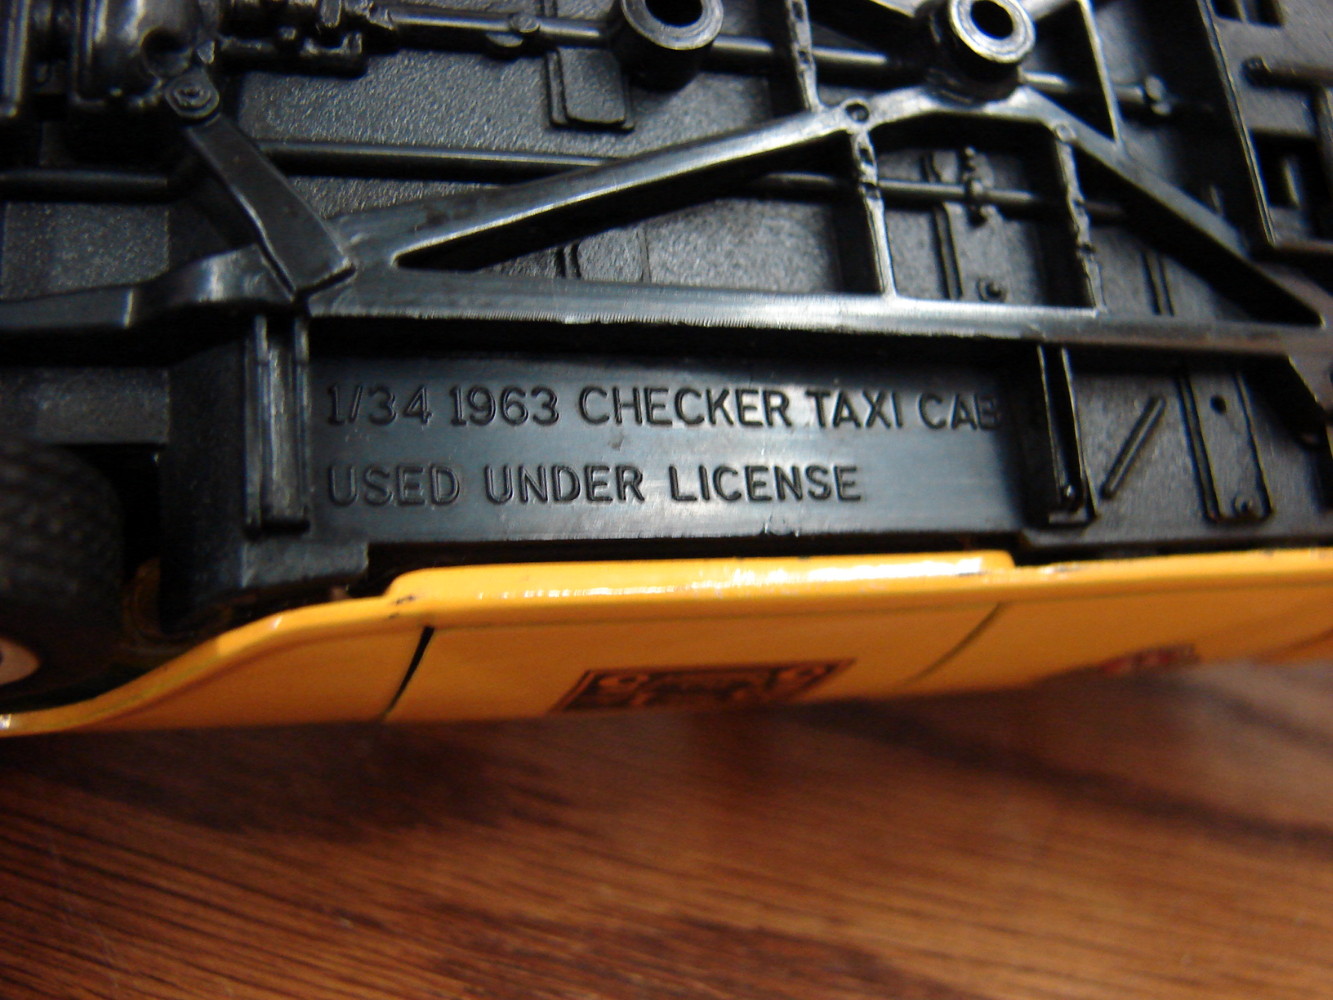 1/34 1963 CHECKER TAXI CAB
USED UNDER LICENSE